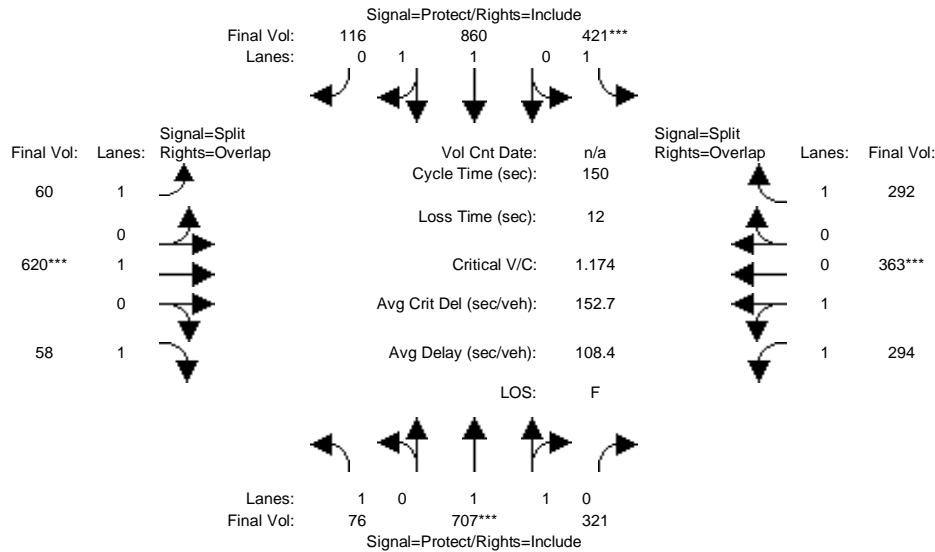 Signal=Protect/Rights=Include
Final Vol: 116 860 421***
Lanes: 0 1 1 0 1
Signal=Split
Final Vol: Lanes: Rights=Overlap
Vol Cnt Date: n/a
Signal=Split
Rights=Overlap Lanes: Final Vol:
Cycle Time (sec): 150
60 1
1 292
Loss Time (sec): 12
0
0
620*** 1
Critical V/C: 1.174
0 363***
0
Avg Crit Del (sec/veh): 152.7
1
58 1
Avg Delay (sec/veh): 108.4
1 294
LOS: F
Lanes: 1 0 1 1 0
Final Vol: 76 707*** 321
Signal=Protect/Rights=Include